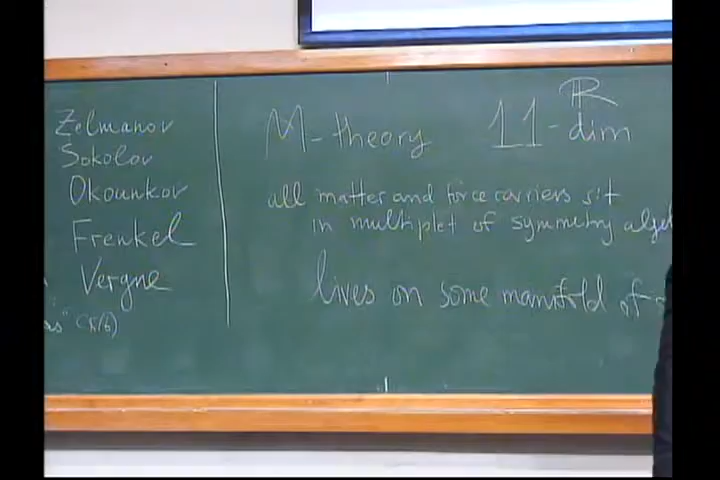 Zelmanov
Sokolov
Okounkov
Frenkel
Vergne
(5/6)
M-theory
ℝ
11-dim
all matter and force carriers sit
in multiplet of symmetry alge
lives on some manifold of